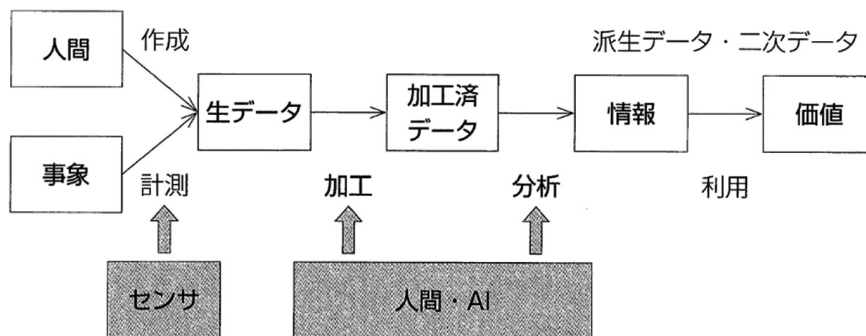 人間
作成
派生データ・二次データ
生データ
加工済
データ
情報
価値
事象
計測
加工
分析
利用
センサ
人間・AI